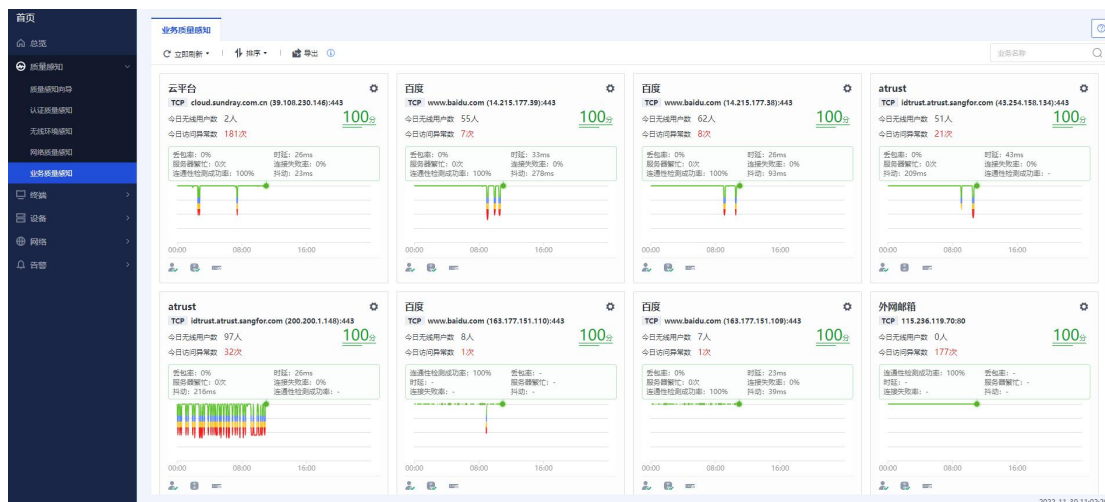 首页
总览
质量感知
质量感知向导
认证质量感知
无线环境感知
网络质量感知
业务质量感知
终端
设备
网络
告警
业务质量感知
立即刷新 排序 导出
业务名称
云平台
TCP cloud.sundray.com.cn (39.108.230.146):443
今日无线用户数 2人
今日访问异常数 181次
100分
丢包率: 0% 时延: 26ms
服务器繁忙: 0次 连接失败率: 0%
连通性检测成功率: 100% 抖动: 23ms
00:00 08:00 16:00
百度
TCP www.baidu.com (14.215.177.39):443
今日无线用户数 55人
今日访问异常数 7次
100分
丢包率: 0% 时延: 33ms
服务器繁忙: 0次 连接失败率: 0%
连通性检测成功率: 100% 抖动: 278ms
00:00 08:00 16:00
百度
TCP www.baidu.com (14.215.177.38):443
今日无线用户数 62人
今日访问异常数 8次
100分
丢包率: 0% 时延: 26ms
服务器繁忙: 0次 连接失败率: 0%
连通性检测成功率: 100% 抖动: 93ms
00:00 08:00 16:00
atrust
TCP idtrust.atrust.sangfor.com (43.254.158.134):443
今日无线用户数 51人
今日访问异常数 21次
100分
丢包率: 0% 时延: 43ms
服务器繁忙: 0次 连接失败率: 0%
抖动: 209ms 连通性检测成功率: -
00:00 08:00 16:00
atrust
TCP idtrust.atrust.sangfor.com (200.200.1.148):443
今日无线用户数 97人
今日访问异常数 32次
100分
丢包率: 0% 时延: 26ms
服务器繁忙: 0次 连接失败率: 0%
抖动: 216ms 连通性检测成功率: -
00:00 08:00 16:00
百度
TCP www.baidu.com (163.177.151.110):443
今日无线用户数 8人
今日访问异常数 1次
100分
连通性检测成功率: 100% 丢包率: -
时延: - 服务器繁忙: -
连接失败率: - 抖动: -
00:00 08:00 16:00
百度
TCP www.baidu.com (163.177.151.109):443
今日无线用户数 7人
今日访问异常数 1次
100分
丢包率: 0% 时延: 23ms
服务器繁忙: 0次 连接失败率: 0%
连通性检测成功率: 100% 抖动: 39ms
00:00 08:00 16:00
外网邮箱
TCP 115.236.119.70:80
今日无线用户数 0人
今日访问异常数 177次
100分
连通性检测成功率: 100% 丢包率: -
时延: - 服务器繁忙: -
连接失败率: - 抖动: -
00:00 08:00 16:00